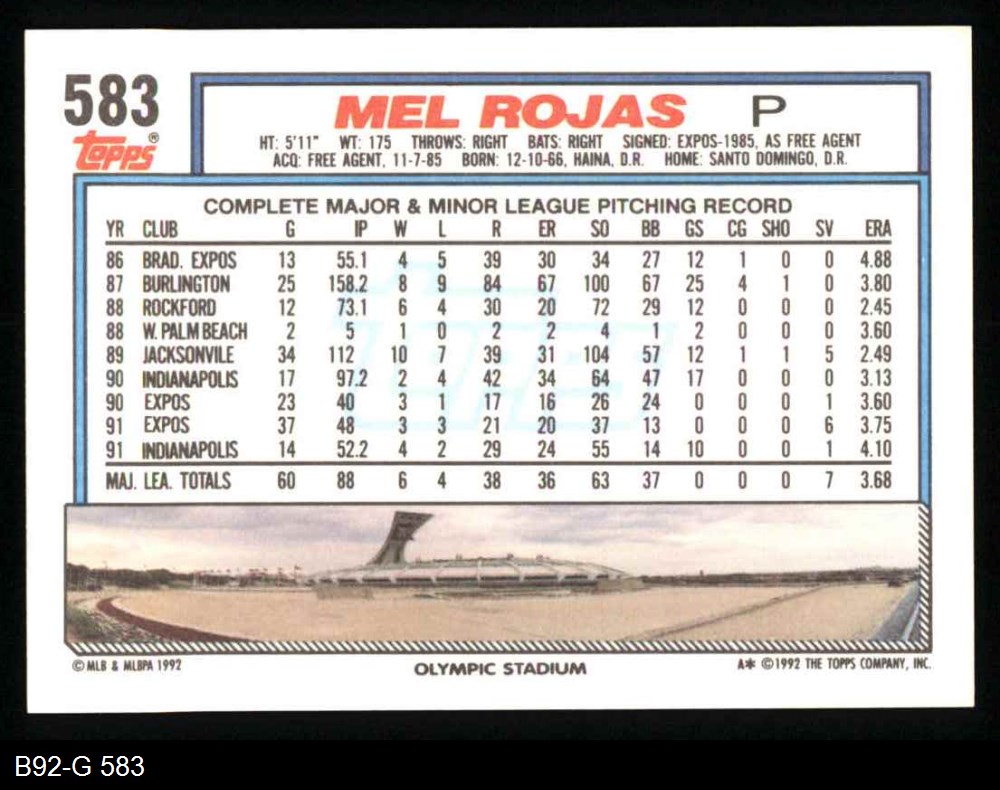 583
Topps®
MEL ROJAS P
HT: 5'11" WT: 175 THROWS: RIGHT BATS: RIGHT SIGNED: EXPOS-1985, AS FREE AGENT
ACQ: FREE AGENT, 11-7-85 BORN: 12-10-66, HAINA, D.R. HOME: SANTO DOMINGO, D.R.
COMPLETE MAJOR & MINOR LEAGUE PITCHING RECORD
YR CLUB G IP W L R ER SO BB GS CG SHO SV ERA
86 BRAD. EXPOS 13 55.1 4 5 39 30 34 27 12 1 0 0 4.88
87 BURLINGTON 25 158.2 8 9 84 67 100 67 25 4 1 0 3.80
88 ROCKFORD 12 73.1 6 4 30 20 72 29 12 0 0 0 2.45
88 W. PALM BEACH 2 5 1 0 2 2 4 1 2 0 0 0 3.60
89 JACKSONVILE 34 112 10 7 39 31 104 57 12 1 1 5 2.49
90 INDIANAPOLIS 17 97.2 2 4 42 34 64 47 17 0 0 0 3.13
90 EXPOS 23 40 3 1 17 16 26 24 0 0 0 1 3.60
91 EXPOS 37 48 3 3 21 20 37 13 0 0 0 6 3.75
91 INDIANAPOLIS 14 52.2 4 2 29 24 55 14 10 0 0 1 4.10
MAJ. LEA. TOTALS 60 88 6 4 38 36 63 37 0 0 0 7 3.68
Topps
© MLB & MLBPA 1992 OLYMPIC STADIUM A* ©1992 THE TOPPS COMPANY, INC.
B92-G 583